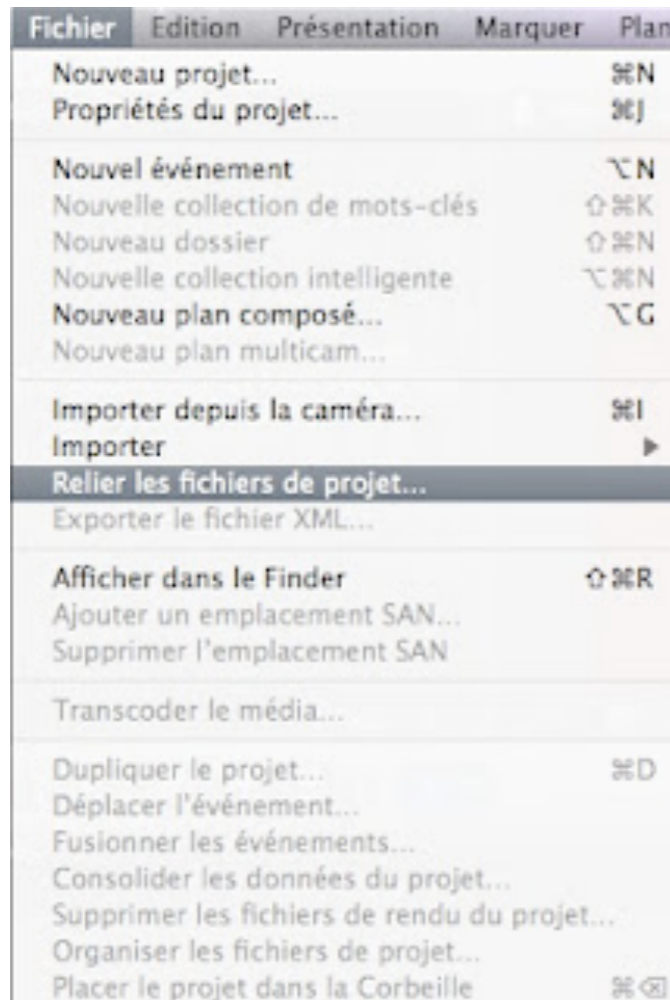 Fichier Edition Présentation Marquer Plan
Nouveau projet... ⌘N
Propriétés du projet... ⌘J
Nouvel événement ⌥N
Nouvelle collection de mots-clés ⇧⌘K
Nouveau dossier ⇧⌘N
Nouvelle collection intelligente ⌥⌘N
Nouveau plan composé... ⌥G
Nouveau plan multicam...
Importer depuis la caméra... ⌘I
Importer ▶
Relier les fichiers de projet...
Exporter le fichier XML...
Afficher dans le Finder ⇧⌘R
Ajouter un emplacement SAN...
Supprimer l'emplacement SAN
Transcoder le média...
Dupliquer le projet... ⌘D
Déplacer l'événement...
Fusionner les événements...
Consolider les données du projet...
Supprimer les fichiers de rendu du projet...
Organiser les fichiers de projet...
Placer le projet dans la Corbeille ⌘⌫